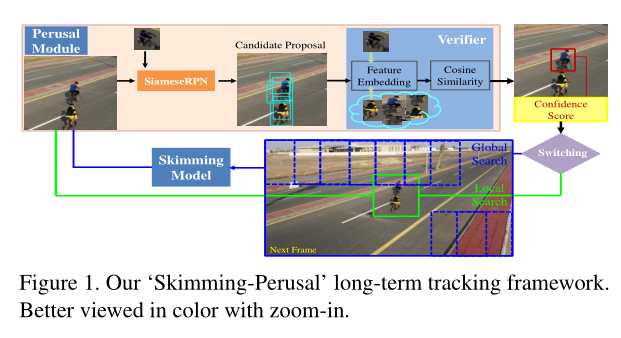 Perusal
Module
Verifier
Candidate Proposal
SiameseRPN
Feature
Embedding
Cosine
Similarity
Confidence
Score
Switching
Skimming
Model
Global
Search
Local
Search
Next Frame
Figure 1. Our ‘Skimming-Perusal’ long-term tracking framework.
Better viewed in color with zoom-in.